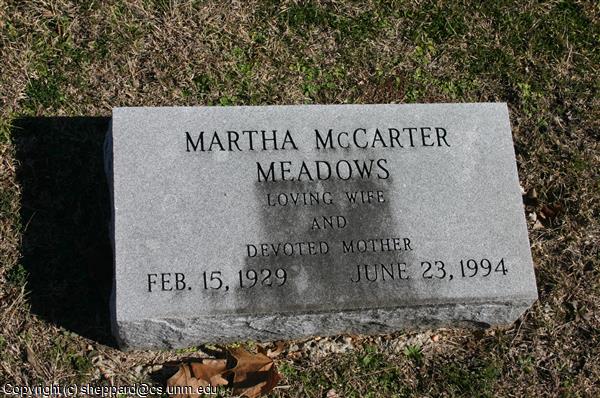 MARTHA McCARTER
MEADOWS
LOVING WIFE
AND
DEVOTED MOTHER
FEB. 15, 1929 JUNE 23, 1994
Copyright (c) sheppard@cs.unm.edu